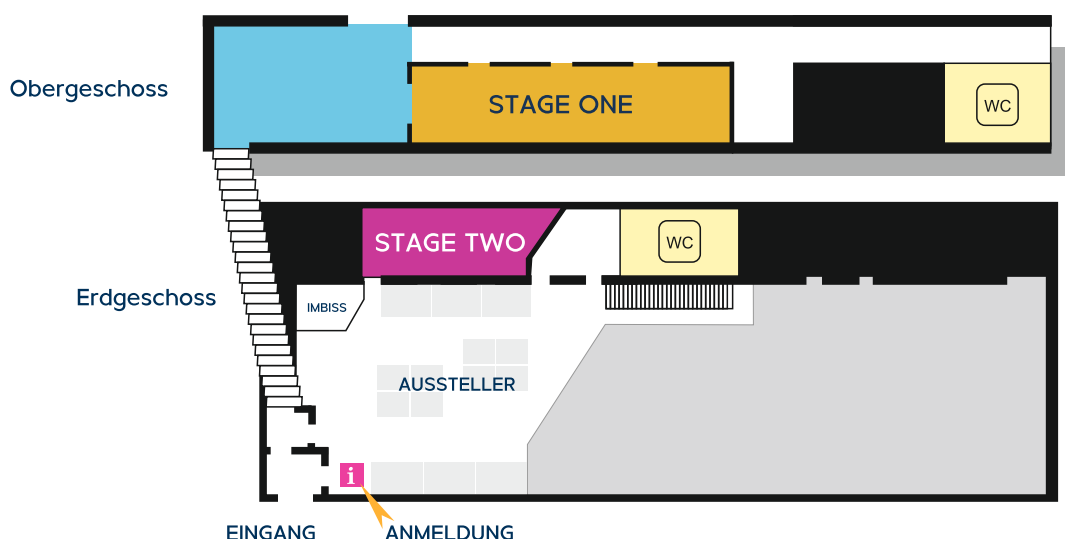 Obergeschoss
STAGE ONE
WC
STAGE TWO
WC
Erdgeschoss
IMBISS
AUSSTELLER
i
EINGANG
ANMELDUNG